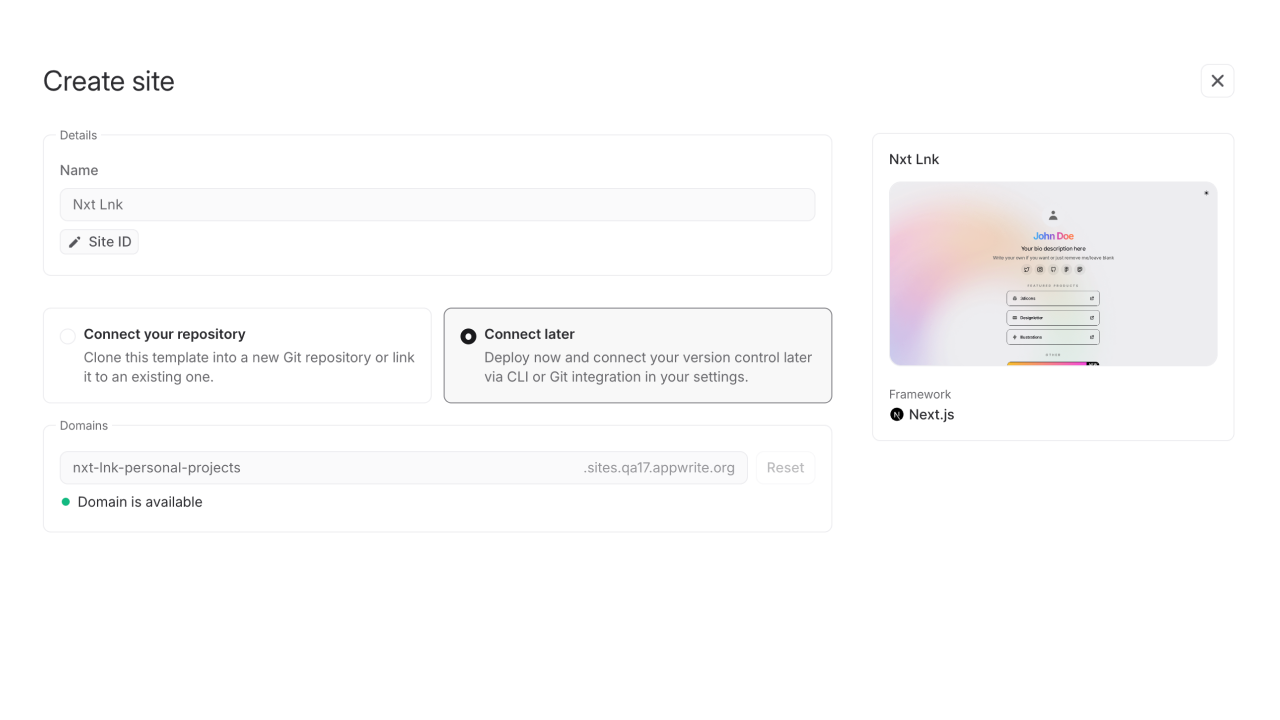 Create site
Details
Name
Nxt Lnk
Site ID
Connect your repository
Clone this template into a new Git repository or link
it to an existing one.
Connect later
Deploy now and connect your version control later
via CLI or Git integration in your settings.
Domains
nxt-lnk-personal-projects .sites.qa17.appwrite.org
Reset
Domain is available
Nxt Lnk
John Doe
Your bio description here
Write your own if you want or just remove me/leave blank
FEATURED PRODUCTS
Jalicons
Designletter
Illustrations
OTHER
Framework
Next.js